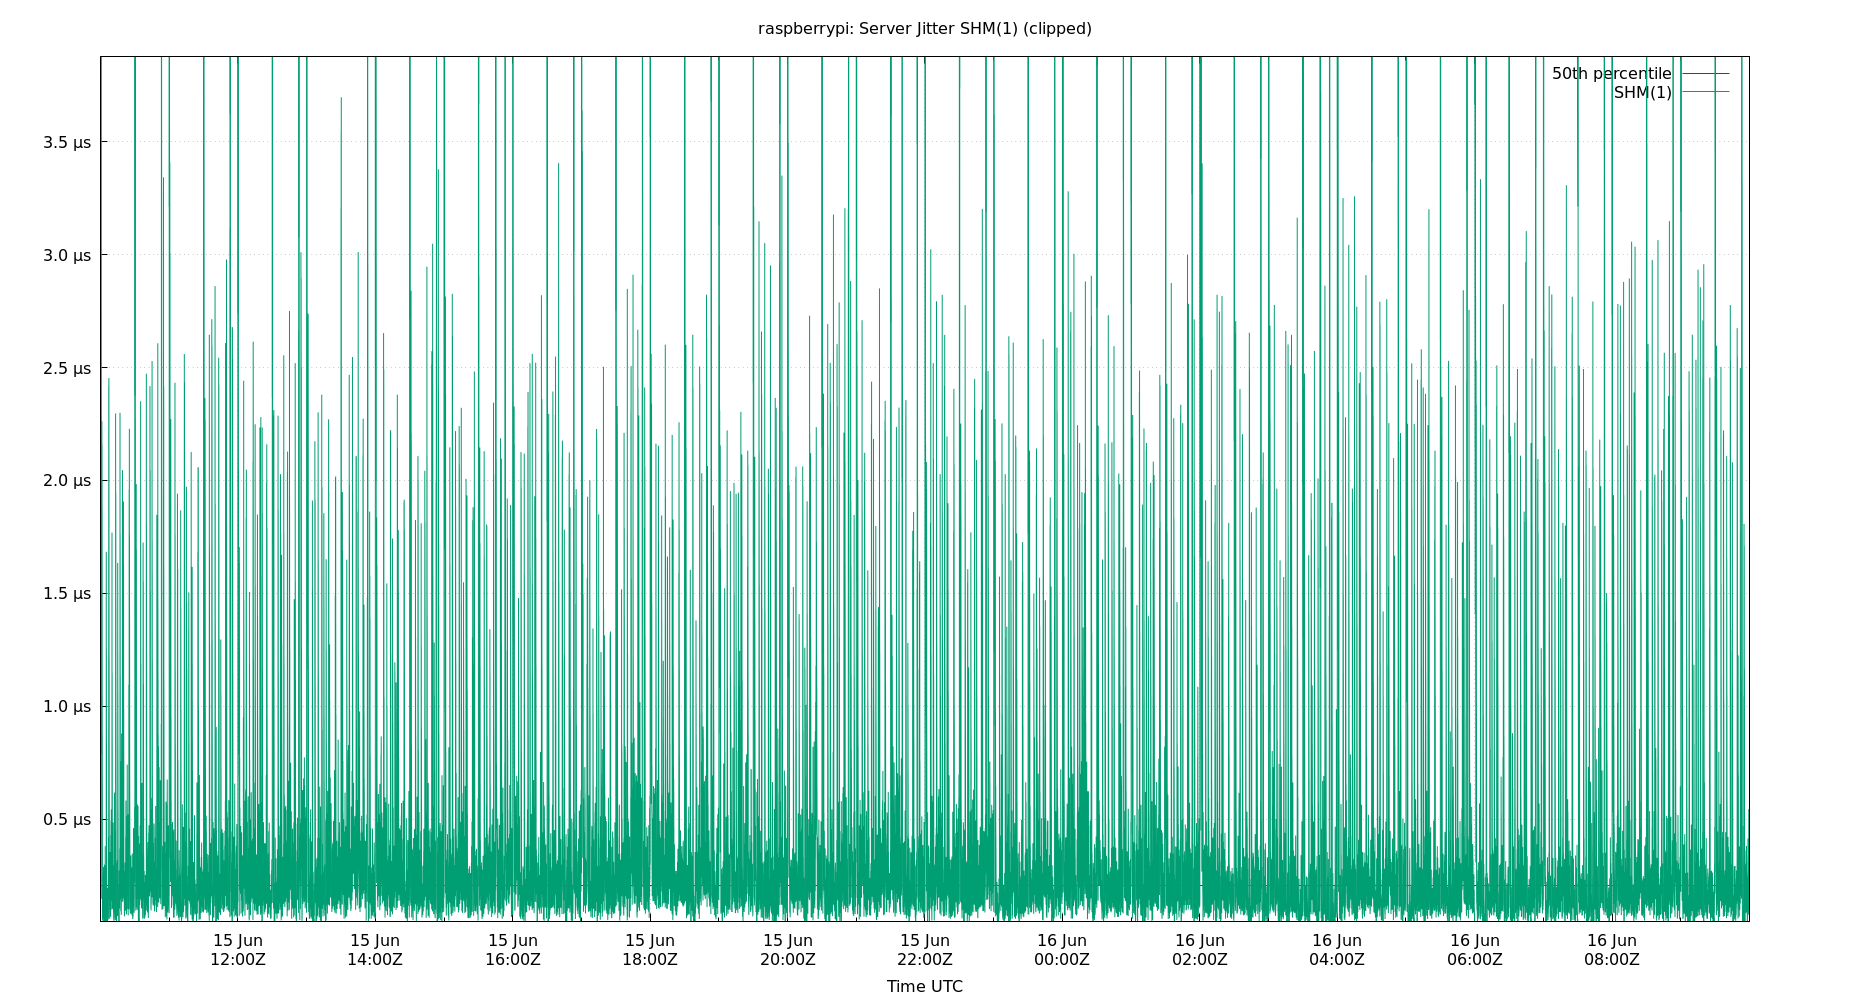 raspberrypi: Server Jitter SHM(1) (clipped)
50th percentile
SHM(1)
3.5 µs
3.0 µs
2.5 µs
2.0 µs
1.5 µs
1.0 µs
0.5 µs
15 Jun 15 Jun 15 Jun 15 Jun 15 Jun 15 Jun 16 Jun 16 Jun 16 Jun 16 Jun 16 Jun
12:00Z 14:00Z 16:00Z 18:00Z 20:00Z 22:00Z 00:00Z 02:00Z 04:00Z 06:00Z 08:00Z
Time UTC